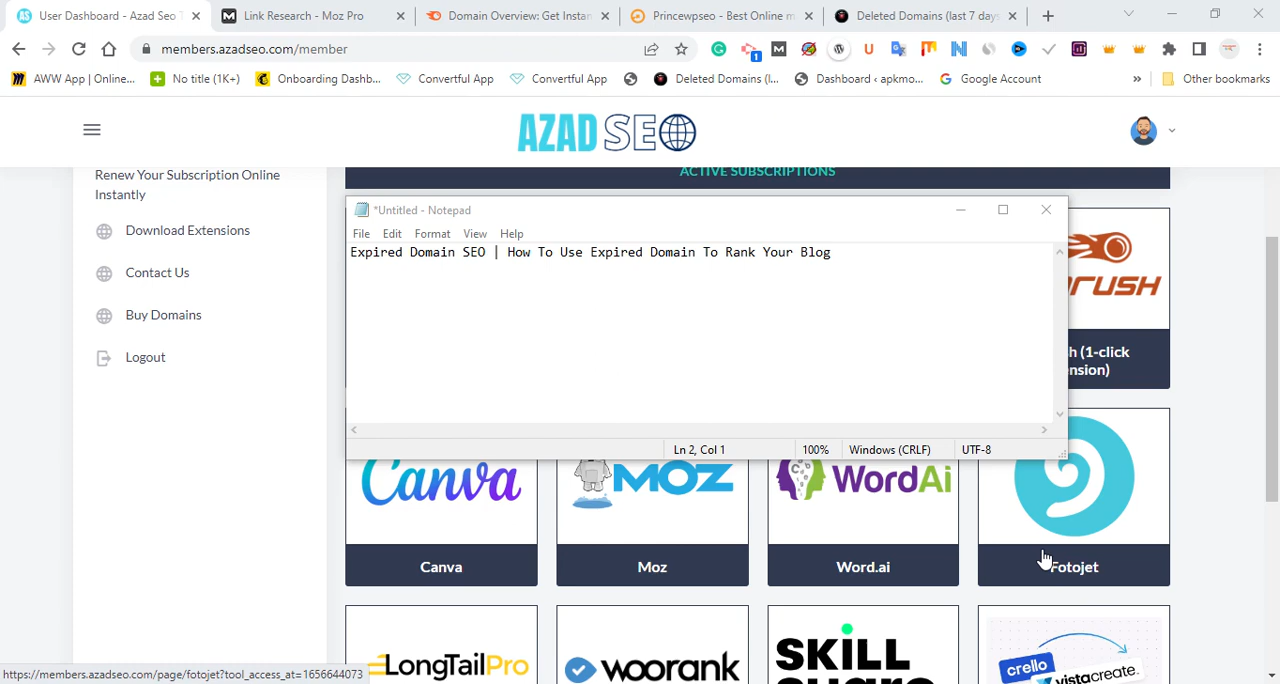 User Dashboard - Azad Seo T
Link Research - Moz Pro
Domain Overview: Get Instan
Princewpseo - Best Online m
Deleted Domains (last 7 days
members.azadseo.com/member
AWW App | Online...
No title (1K+)
Onboarding Dashb...
Convertful App
Convertful App
Deleted Domains (l...
Dashboard ‹ apkmo...
Google Account
»
Other bookmarks
AZAD SEO
Renew Your Subscription Online
Instantly
Download Extensions
Contact Us
Buy Domains
Logout
ACTIVE SUBSCRIPTIONS
*Untitled - Notepad
File Edit Format View Help
Expired Domain SEO | How To Use Expired Domain To Rank Your Blog
Ln 2, Col 1
100%
Windows (CRLF)
UTF-8
RUSH
h (1-click
ension)
Canva
MOZ
WordAi
Canva
Moz
Word.ai
Fotojet
LongTailPro
woorank
SKILL
crello
vistacreate.
https://members.azadseo.com/page/fotojet?tool_access_at=1666644073